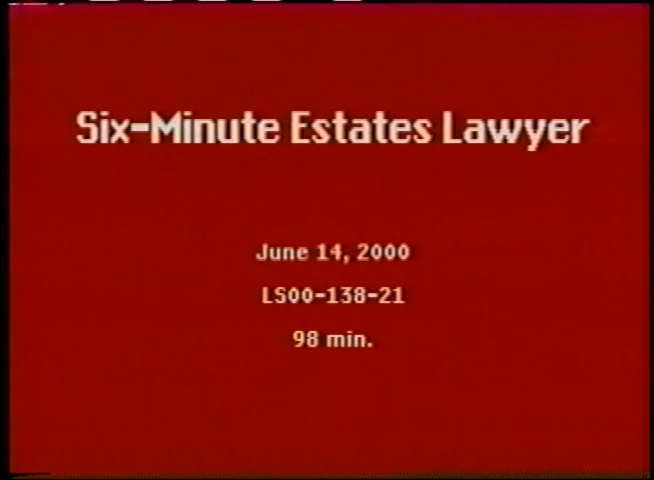 Six-Minute Estates Lawyer
June 14, 2000
LS00-138-21
98 min.